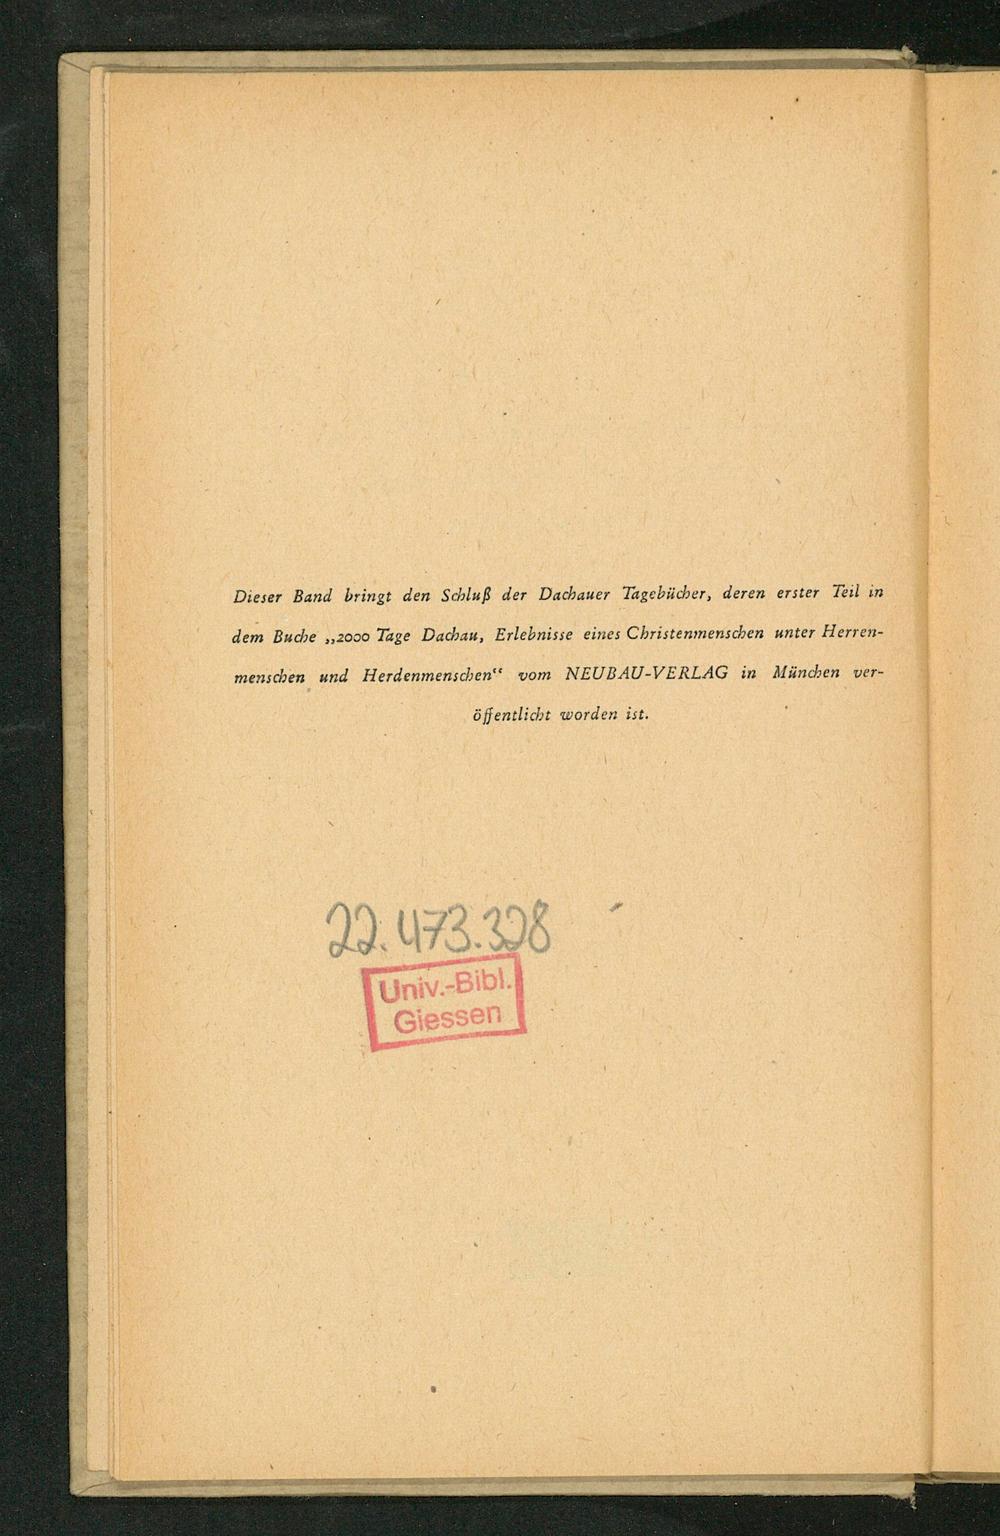 Dieser Band bringt den Schluß der Dachauer Tagebücher, deren erster Teil in
dem Buche „2000 Tage Dachau, Erlebnisse eines Christenmenschen unter Herren-
menschen und Herdenmenschen“ vom NEUBAU-VERLAG in München ver-
öffentlicht worden ist.
22.473.328
Univ.-Bibl.
Giessen